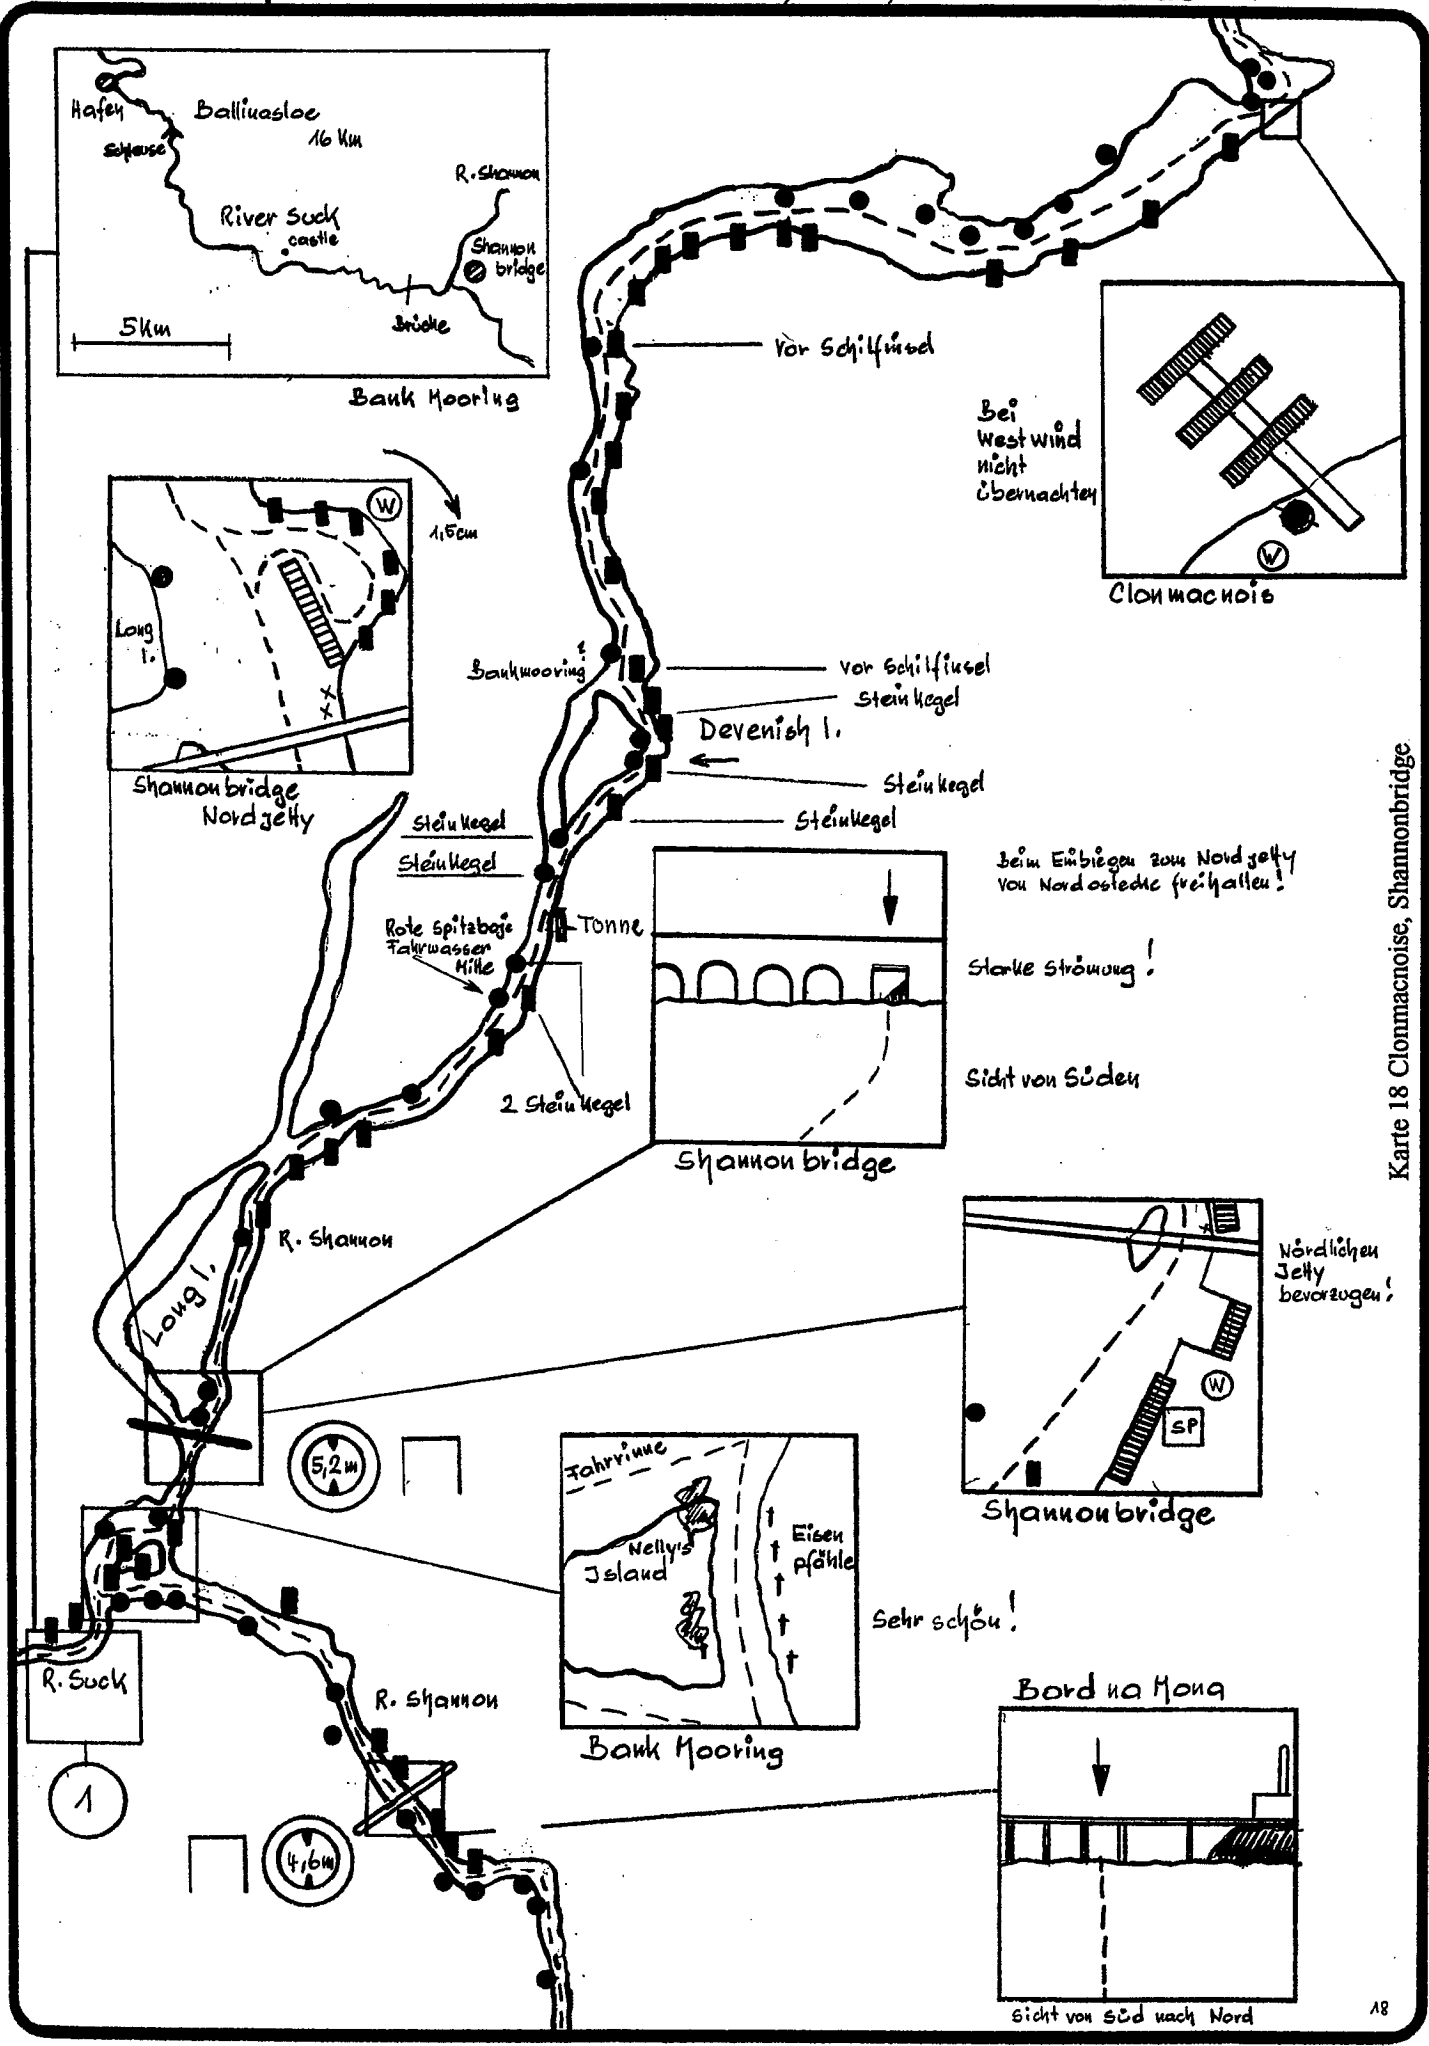 Hafen
Schleuse
Ballinasloe
16 Km
R. Shannon
River Suck
castle
Shannon
bridge
5Km
Brücke
Bank Mooring
vor Schilfinsel
Bei
Westwind
nicht
übernachten
W
Clonmacnois
W
1,5cm
Long
I.
Shannonbridge
Nordjetty
?
Bankmooring
vor Schilfinsel
Steinkegel
Devenish I.
Steinkegel
Steinkegel
Steinkegel
Steinkegel
Rote Spitzboje
Fahrwasser
Mitte
Tonne
2 Steinkegel
Beim Einbiegen zum Nordjetty
von Nordostecke freihalten!
Starke Strömung!
Sicht von Süden
Shannonbridge
Karte 18 Clonmacnoise, Shannonbridge
R. Shannon
Long I.
Nördlichen
Jetty
bevorzugen!
W
SP
Shannonbridge
5,2m
Fahrrinne
Nelly's
Island
Eisen
pfähle
Sehr schön!
Bank Mooring
R. Suck
1
R. Shannon
4,6m
Bord na Mona
Sicht von Süd nach Nord
18